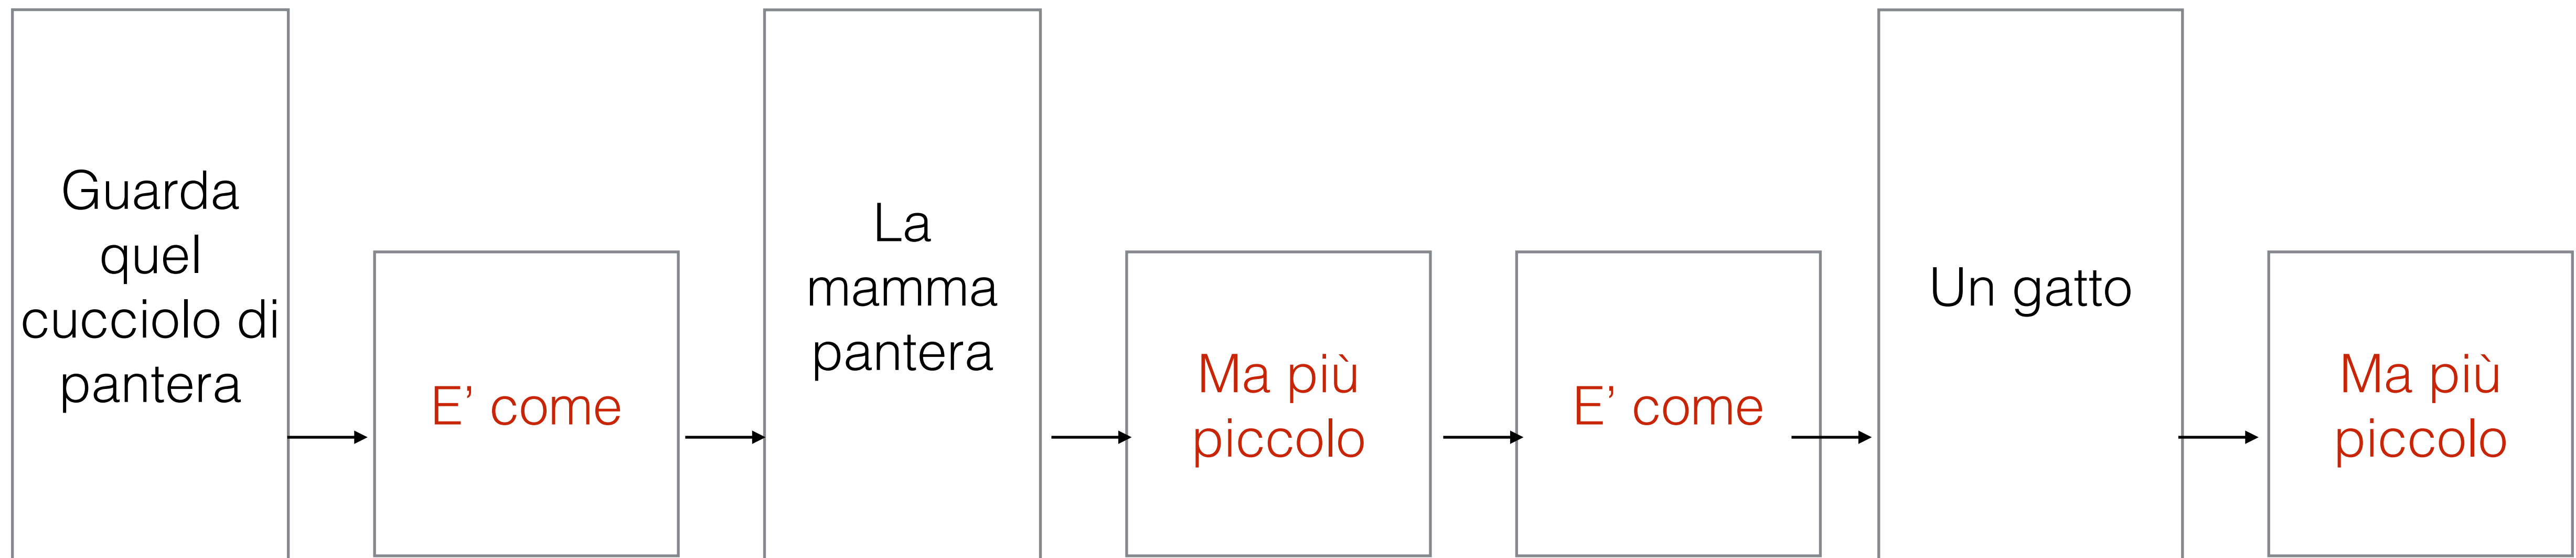 Guarda
quel
cucciolo di
pantera
E’ come
La
mamma
pantera
Ma più
piccolo
E’ come
Un gatto
Ma più
piccolo